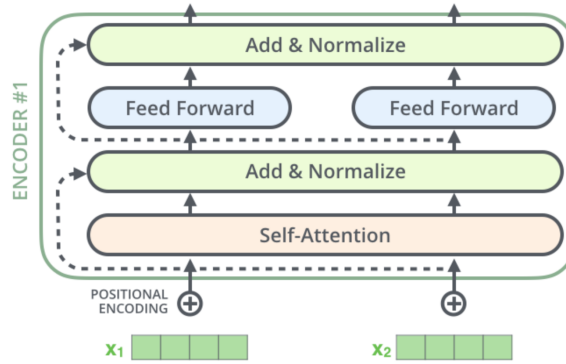 ENCODER #1
Add & Normalize
Feed Forward Feed Forward
Add & Normalize
Self-Attention
POSITIONAL
ENCODING
x1 x2